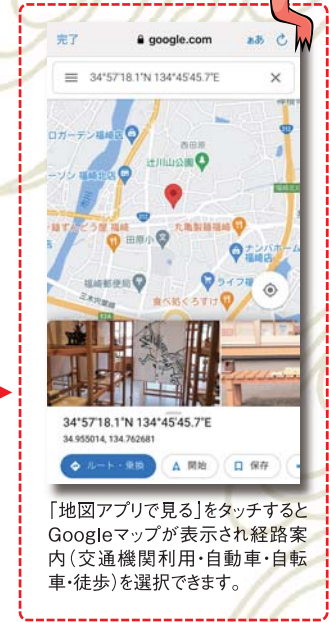 完了
google.com
ぁあ
34°57'18.1"N 134°45'45.7"E
ロガーデン福崎店
西田原
辻川山公園
ーソン 福崎北店
丸亀製麺福崎
田原小
ナンバホーム
福崎店
福崎郵便局
ライフ福
三木宍粟線
食べ処くろすけ
34°57'18.1"N 134°45'45.7"E
34.955014, 134.762681
ルート・乗換
開始
保存
「地図アプリで見る」をタッチすると
Googleマップが表示され経路案
内(交通機関利用・自動車・自転
車・徒歩)を選択できます。